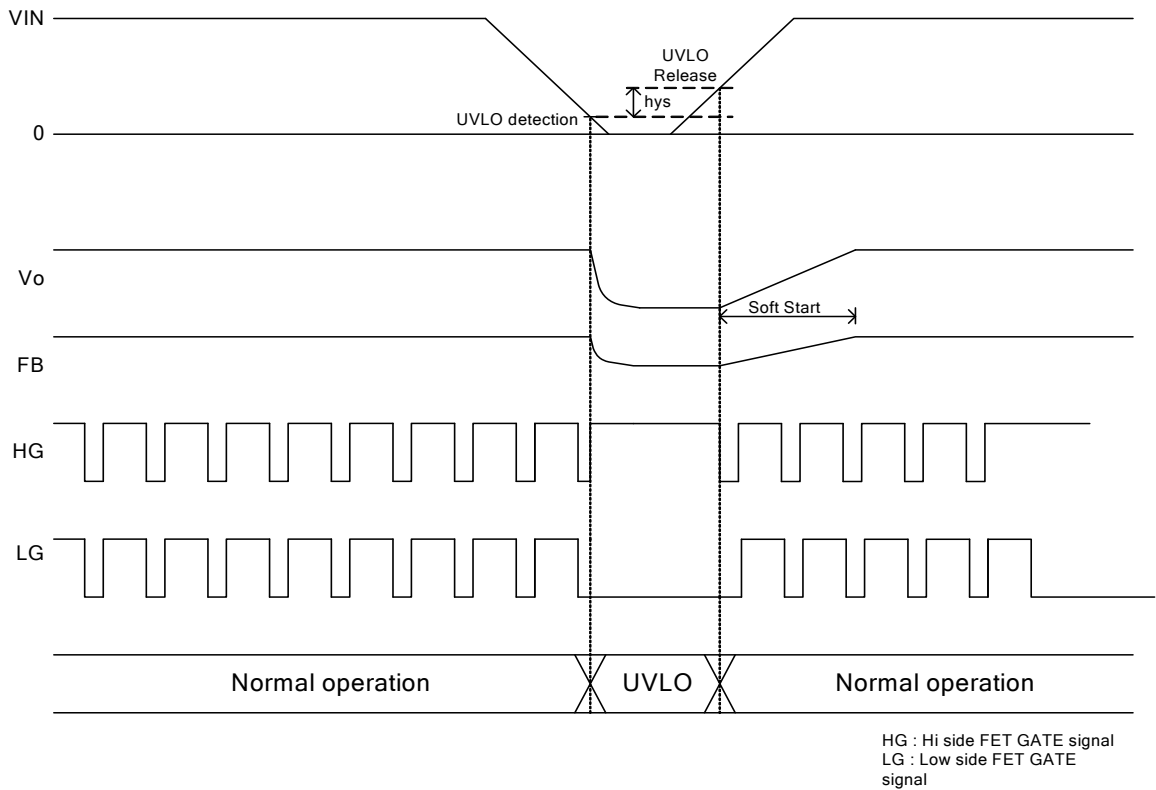 VIN
UVLO
Release
hys
UVLO detection
0
Vo
Soft Start
FB
HG
LG
Normal operation
UVLO
Normal operation
HG : Hi side FET GATE signal
LG : Low side FET GATE
signal